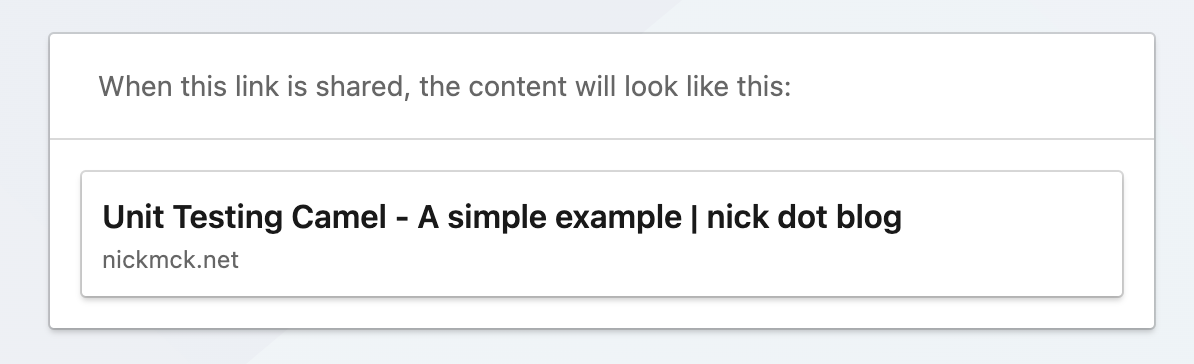 When this link is shared, the content will look like this:
Unit Testing Camel - A simple example | nick dot blog
nickmck.net